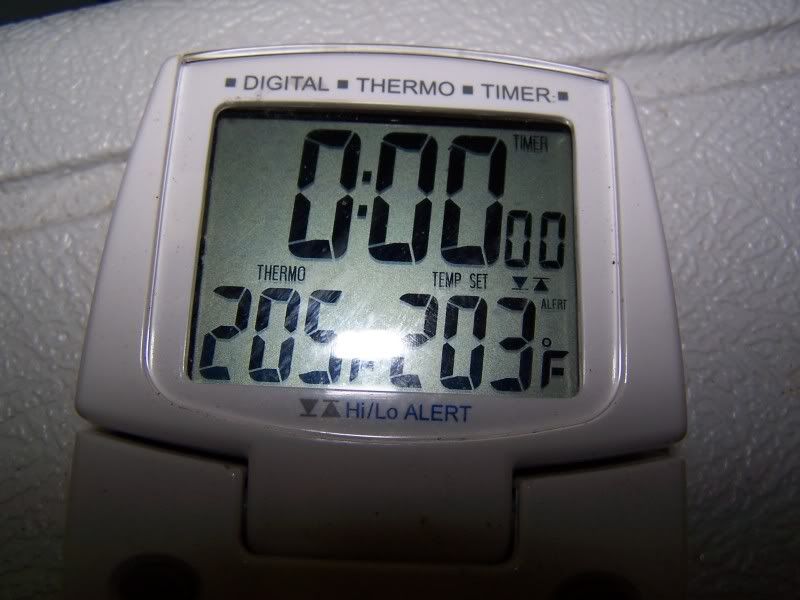 ▪ DIGITAL ▪ THERMO ▪ TIMER ▪
TIMER
0:00 00
THERMO TEMP SET
ALERT
205°F 203°F
Hi/Lo ALERT